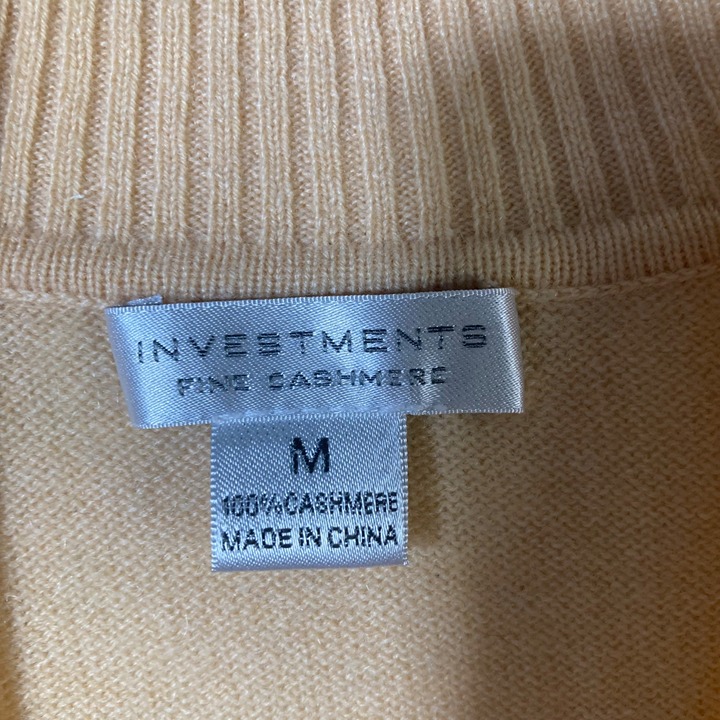 INVESTMENTS
FINE CASHMERE
M
100%CASHMERE
MADE IN CHINA